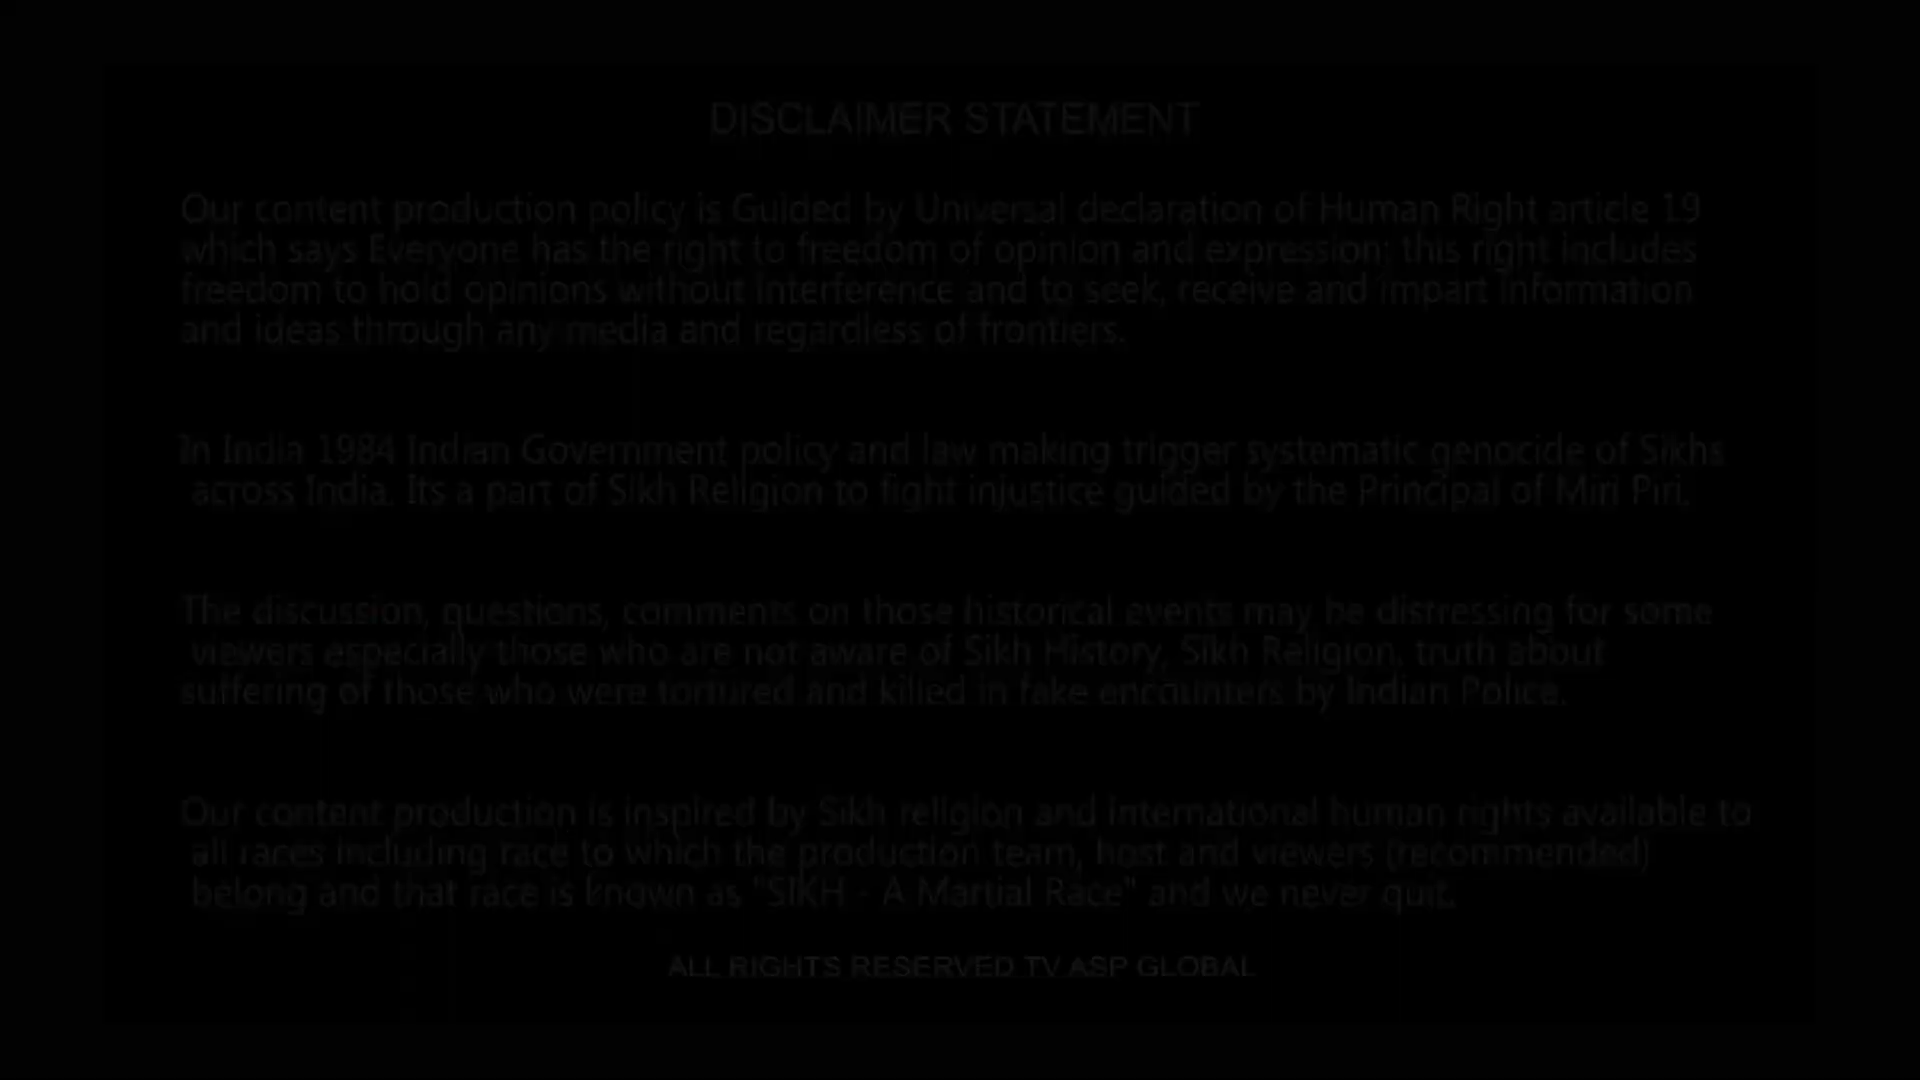 DISCLAIMER STATEMENT
Our content production policy is Guided by Universal declaration of Human Right article 19
which says Everyone has the right to freedom of opinion and expression; this right includes
freedom to hold opinions without interference and to seek, receive and impart information
and ideas through any media and regardless of frontiers.
In India 1984 Indian Government policy and law making trigger systematic genocide of Sikhs
across India. Its a part of Sikh Religion to fight injustice guided by the Principal of Miri Piri.
The discussion, questions, comments on those historical events may be distressing for some
viewers especially those who are not aware of Sikh History, Sikh Religion, truth about
suffering of those who were tortured and killed in fake encounters by Indian Police.
Our content production is inspired by Sikh religion and international human rights available to
all races including race to which the production team, host and viewers (recommended)
belong and that race is known as "SIKH - A Martial Race" and we never quit.
ALL RIGHTS RESERVED TV ASP GLOBAL